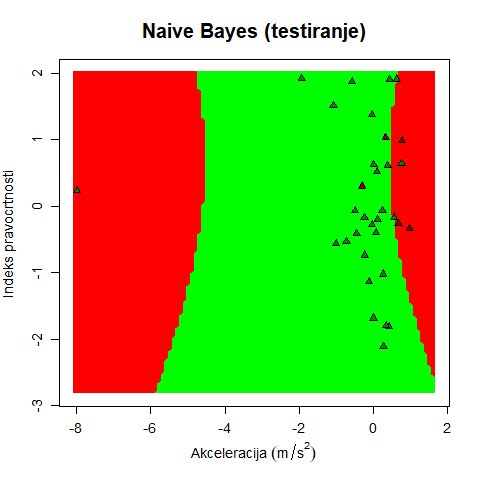 Naive Bayes (testiranje)
2
1
0
-1
-2
-3
Indeks pravocrtnosti
-8 -6 -4 -2 0 2
Akceleracija (m/s²)